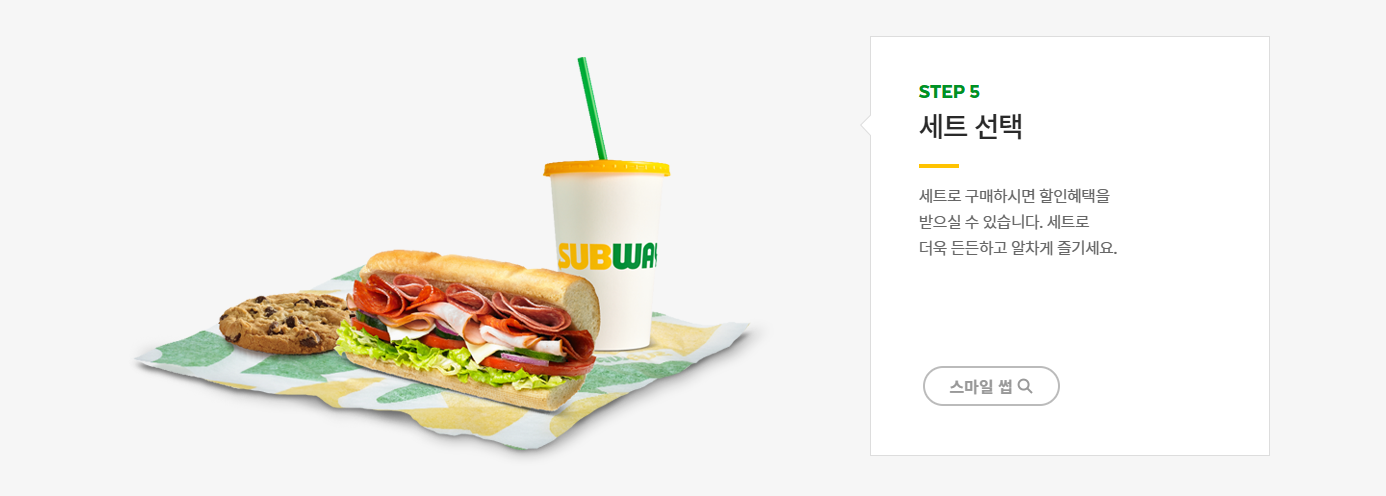 SUBWAY
STEP 5
세트 선택
세트로 구매하시면 할인혜택을
받으실 수 있습니다. 세트로
더욱 든든하고 알차게 즐기세요.
스마일 썹